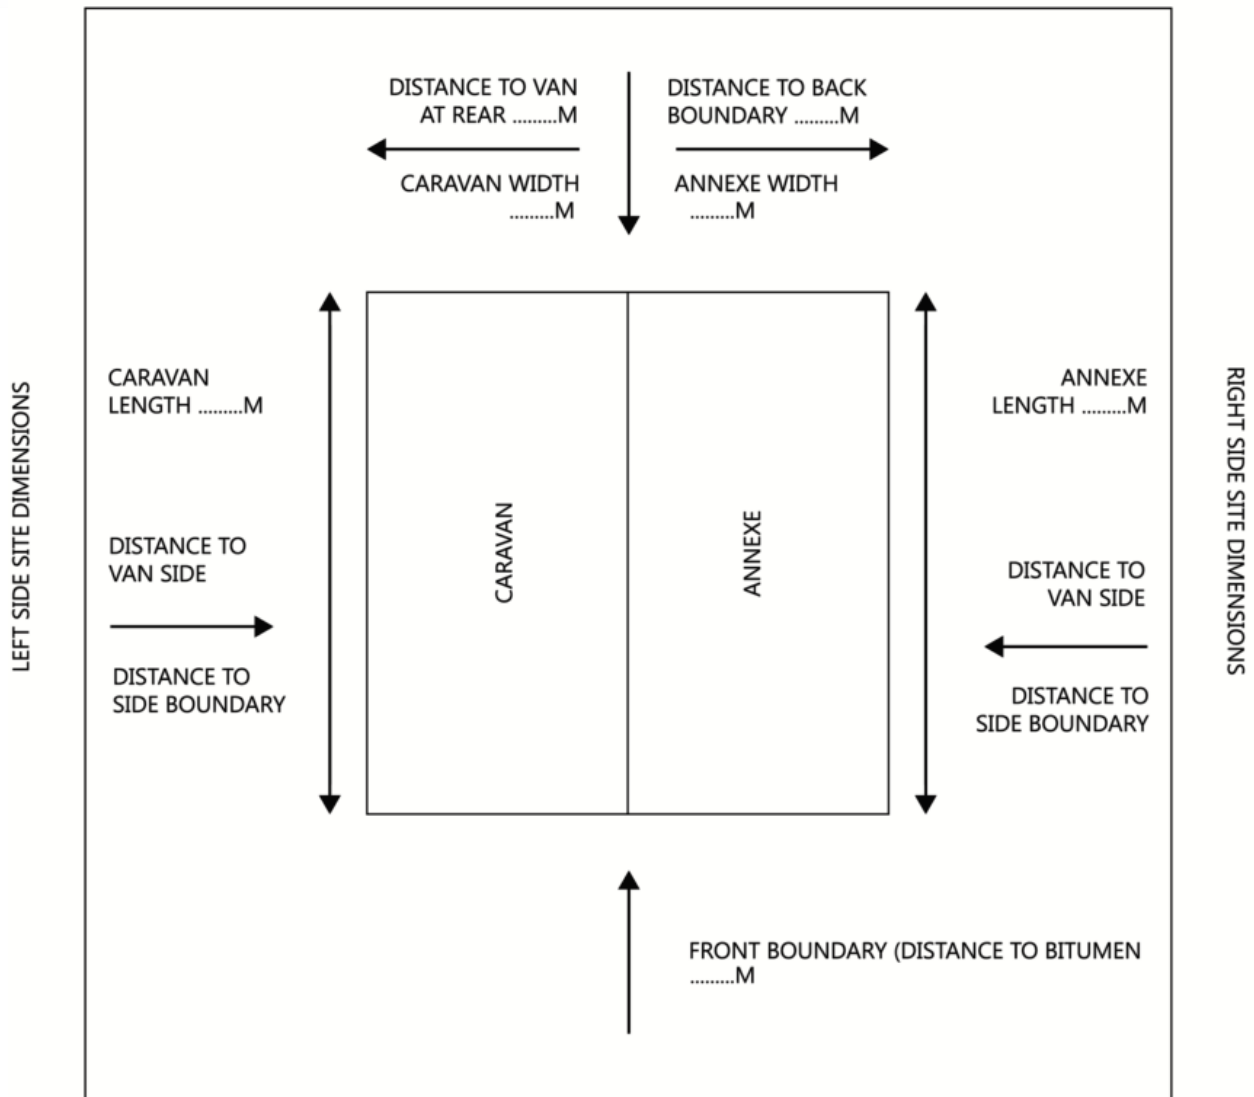 DISTANCE TO VAN
AT REAR .........M
DISTANCE TO BACK
BOUNDARY .........M
CARAVAN WIDTH
.........M
ANNEXE WIDTH
.........M
LEFT SIDE SITE DIMENSIONS
CARAVAN
LENGTH .........M
DISTANCE TO
VAN SIDE
DISTANCE TO
SIDE BOUNDARY
CARAVAN
ANNEXE
ANNEXE
LENGTH .........M
DISTANCE TO
VAN SIDE
DISTANCE TO
SIDE BOUNDARY
RIGHT SIDE SITE DIMENSIONS
FRONT BOUNDARY (DISTANCE TO BITUMEN
.........M